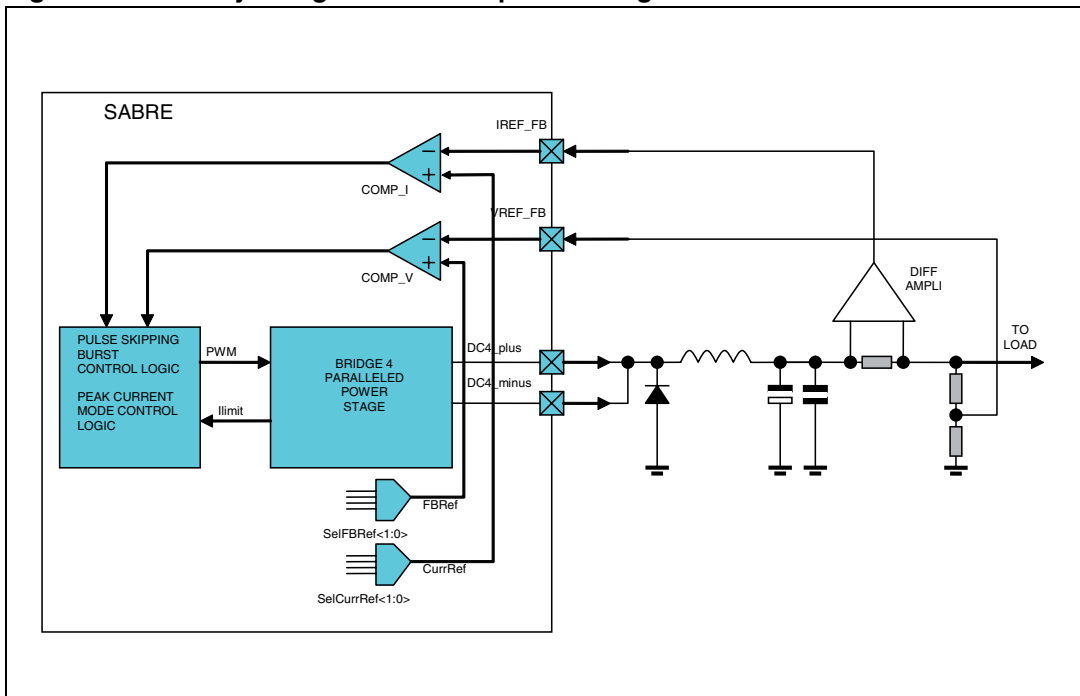 SABRE
IREF_FB
−
+
COMP_I
VREF_FB
−
+
COMP_V
DIFF
AMPLI
TO
LOAD
PULSE SKIPPING
BURST
CONTROL LOGIC
PEAK CURRENT
MODE CONTROL
LOGIC
PWM
Ilimit
BRIDGE 4
PARALLELED
POWER
STAGE
DC4_plus
DC4_minus
FBRef
SelFBRef<1:0>
CurrRef
SelCurrRef<1:0>